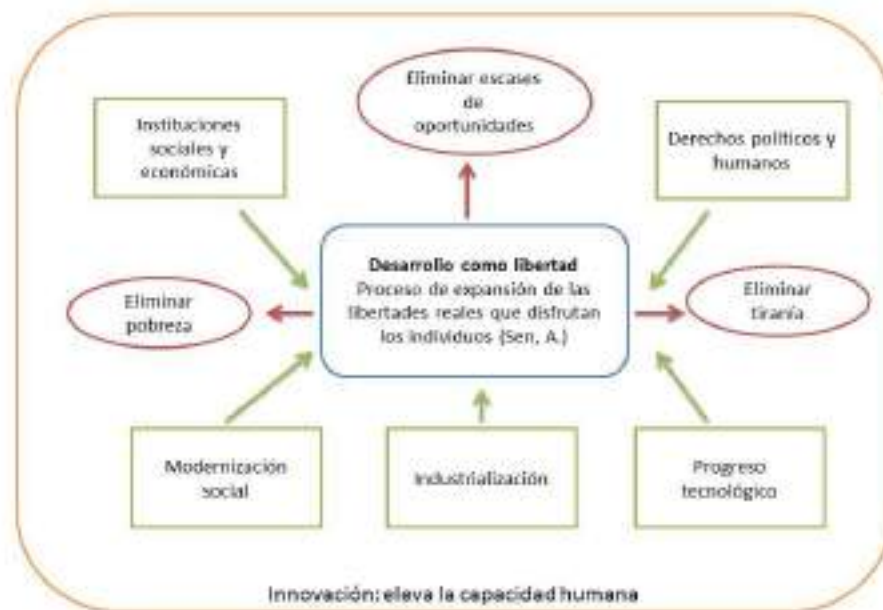 Eliminar escases
de
oportunidades
Instituciones
sociales y
económicas
Derechos políticos y
humanos
Desarrollo como libertad
Proceso de expansión de las
libertades reales que disfrutan
los individuos (Sen, A.)
Eliminar
pobreza
Eliminar
tiranía
Modernización
social
Industrialización
Progreso
tecnológico
Innovación: eleva la capacidad humana